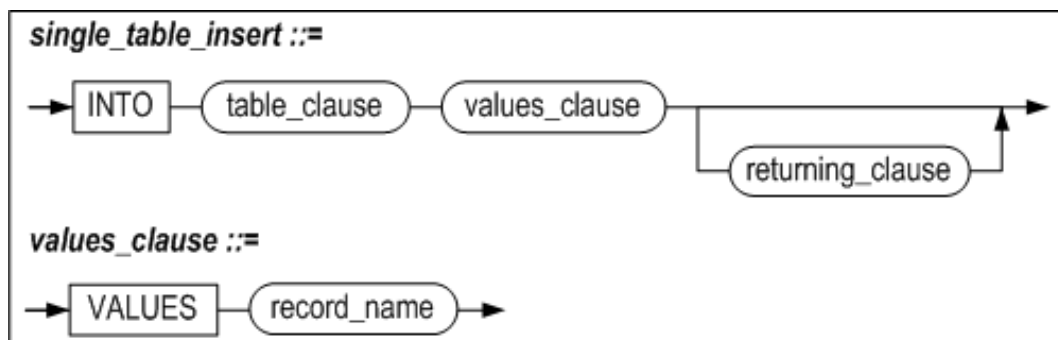 single_table_insert ::=
INTO table_clause values_clause
returning_clause
values_clause ::=
VALUES record_name